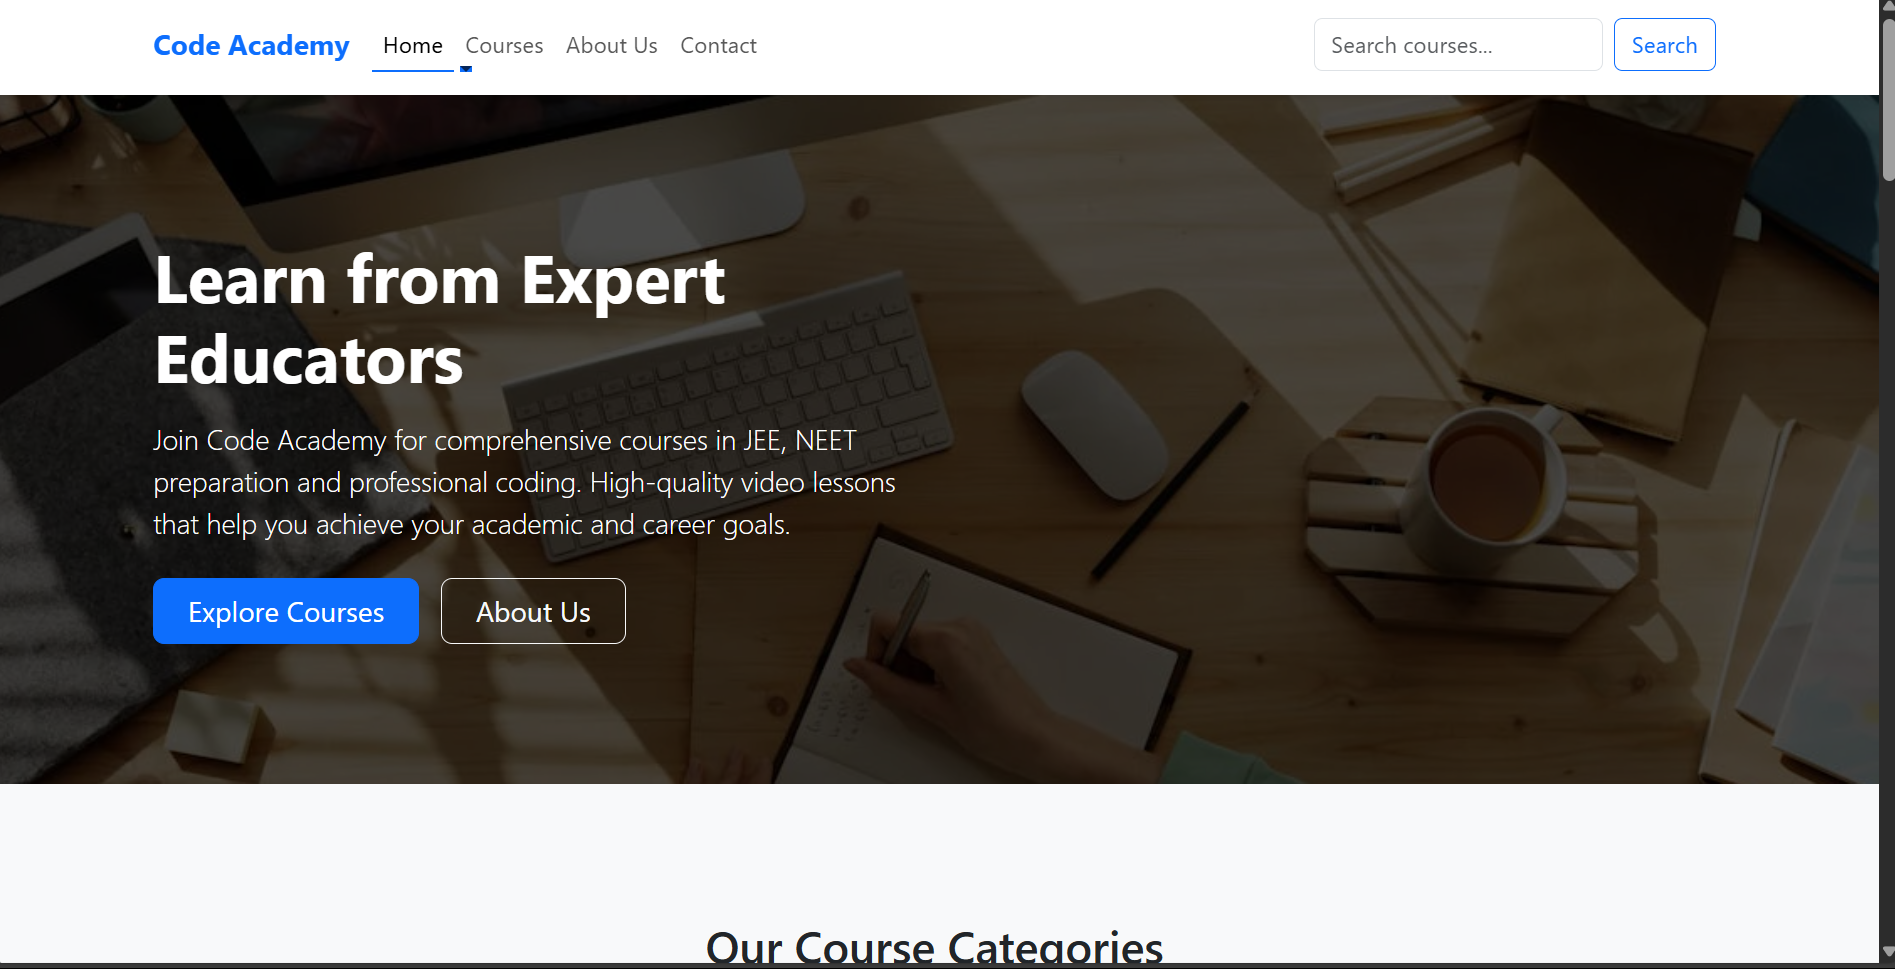 Code Academy Home Courses About Us Contact Search courses... Search
Learn from Expert
Educators
Join Code Academy for comprehensive courses in JEE, NEET
preparation and professional coding. High-quality video lessons
that help you achieve your academic and career goals.
Explore Courses About Us
Our Course Categories